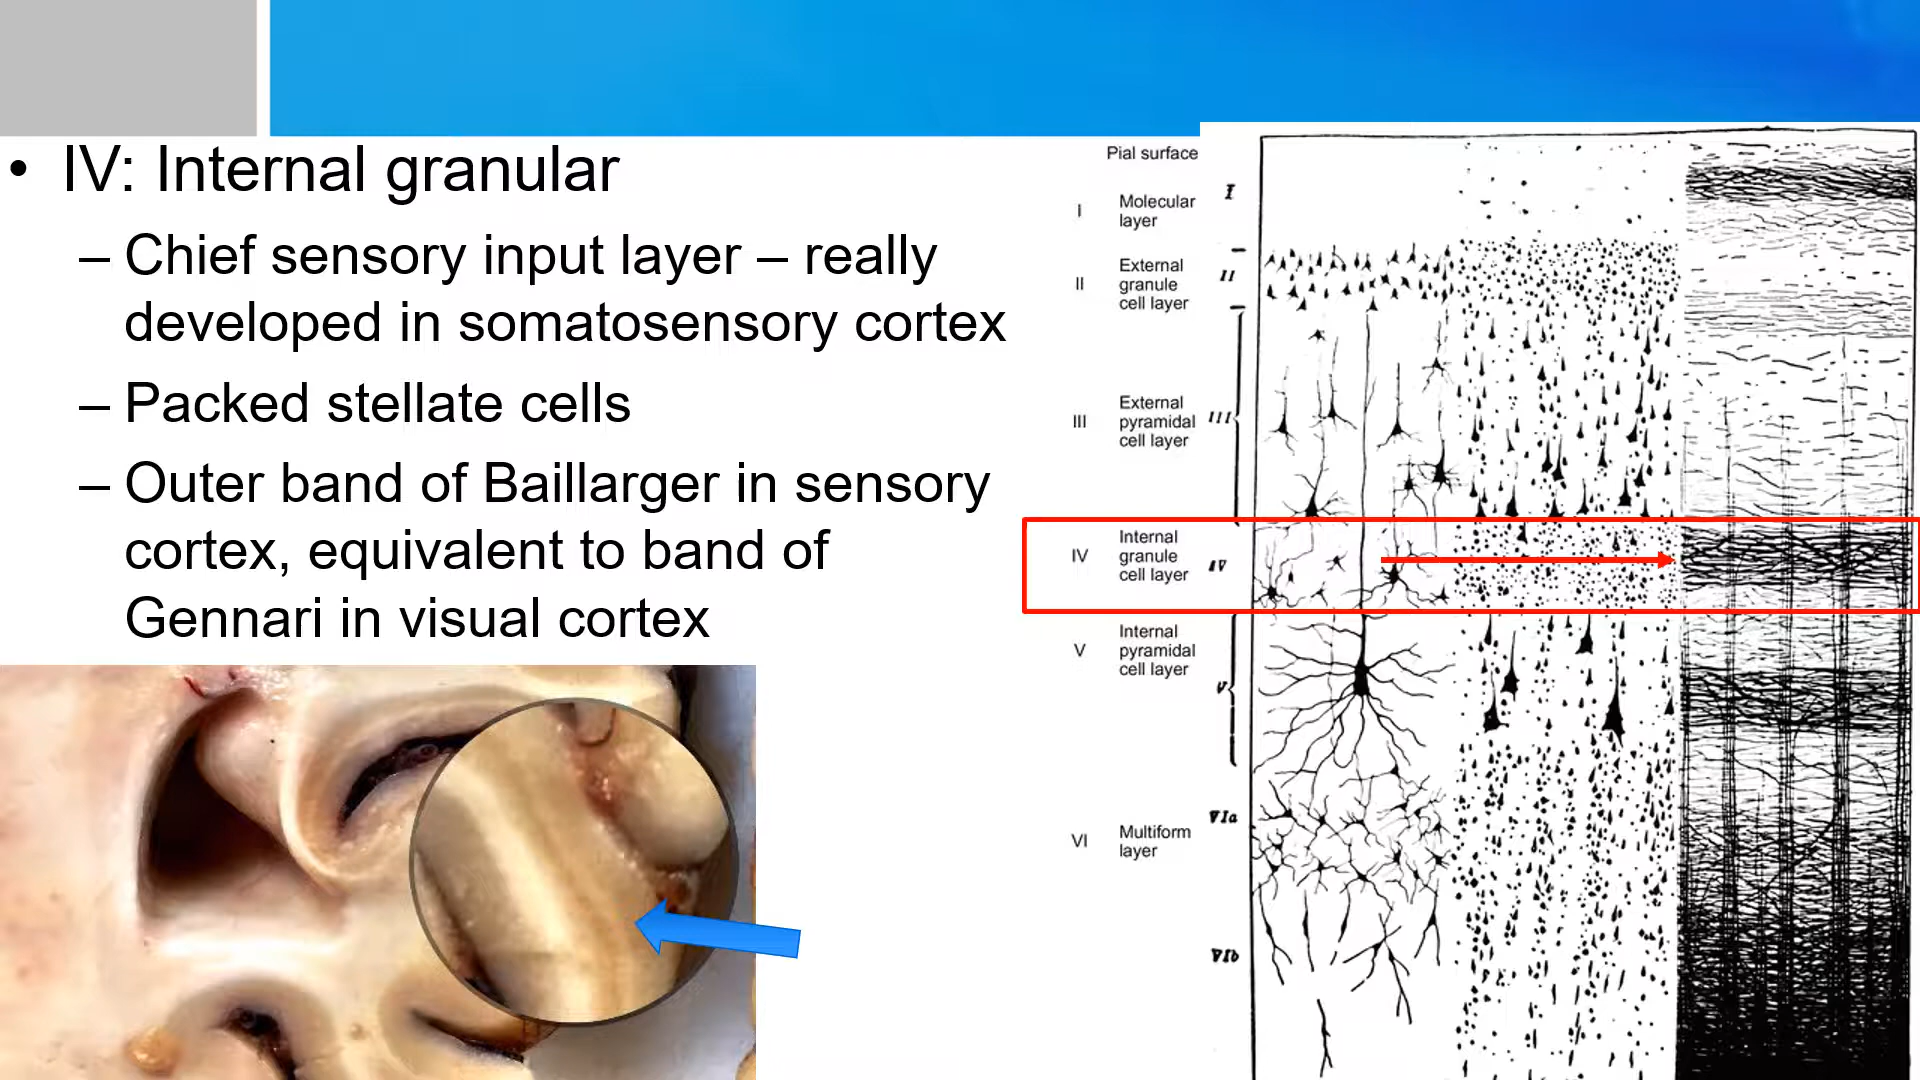 • IV: Internal granular
– Chief sensory input layer – really
developed in somatosensory cortex
– Packed stellate cells
– Outer band of Baillarger in sensory
cortex, equivalent to band of
Gennari in visual cortex
Pial surface
I
Molecular
layer
I
II
External
granule
cell layer
II
III
External
pyramidal
cell layer
III
IV
Internal
granule
cell layer
IV
V
Internal
pyramidal
cell layer
V
VI
Multiform
layer
VIa
VIb